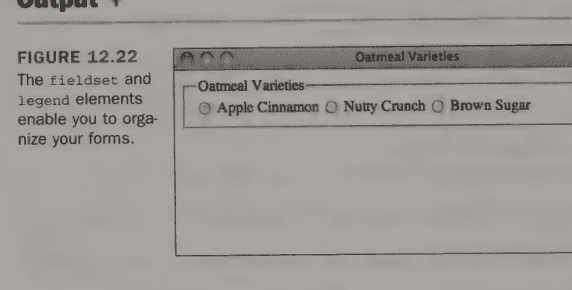 Output
FIGURE 12.22
The fieldset and
legend elements
enable you to orga-
nize your forms.
Oatmeal Varieties
Oatmeal Varieties
Apple Cinnamon Nutty Crunch Brown Sugar